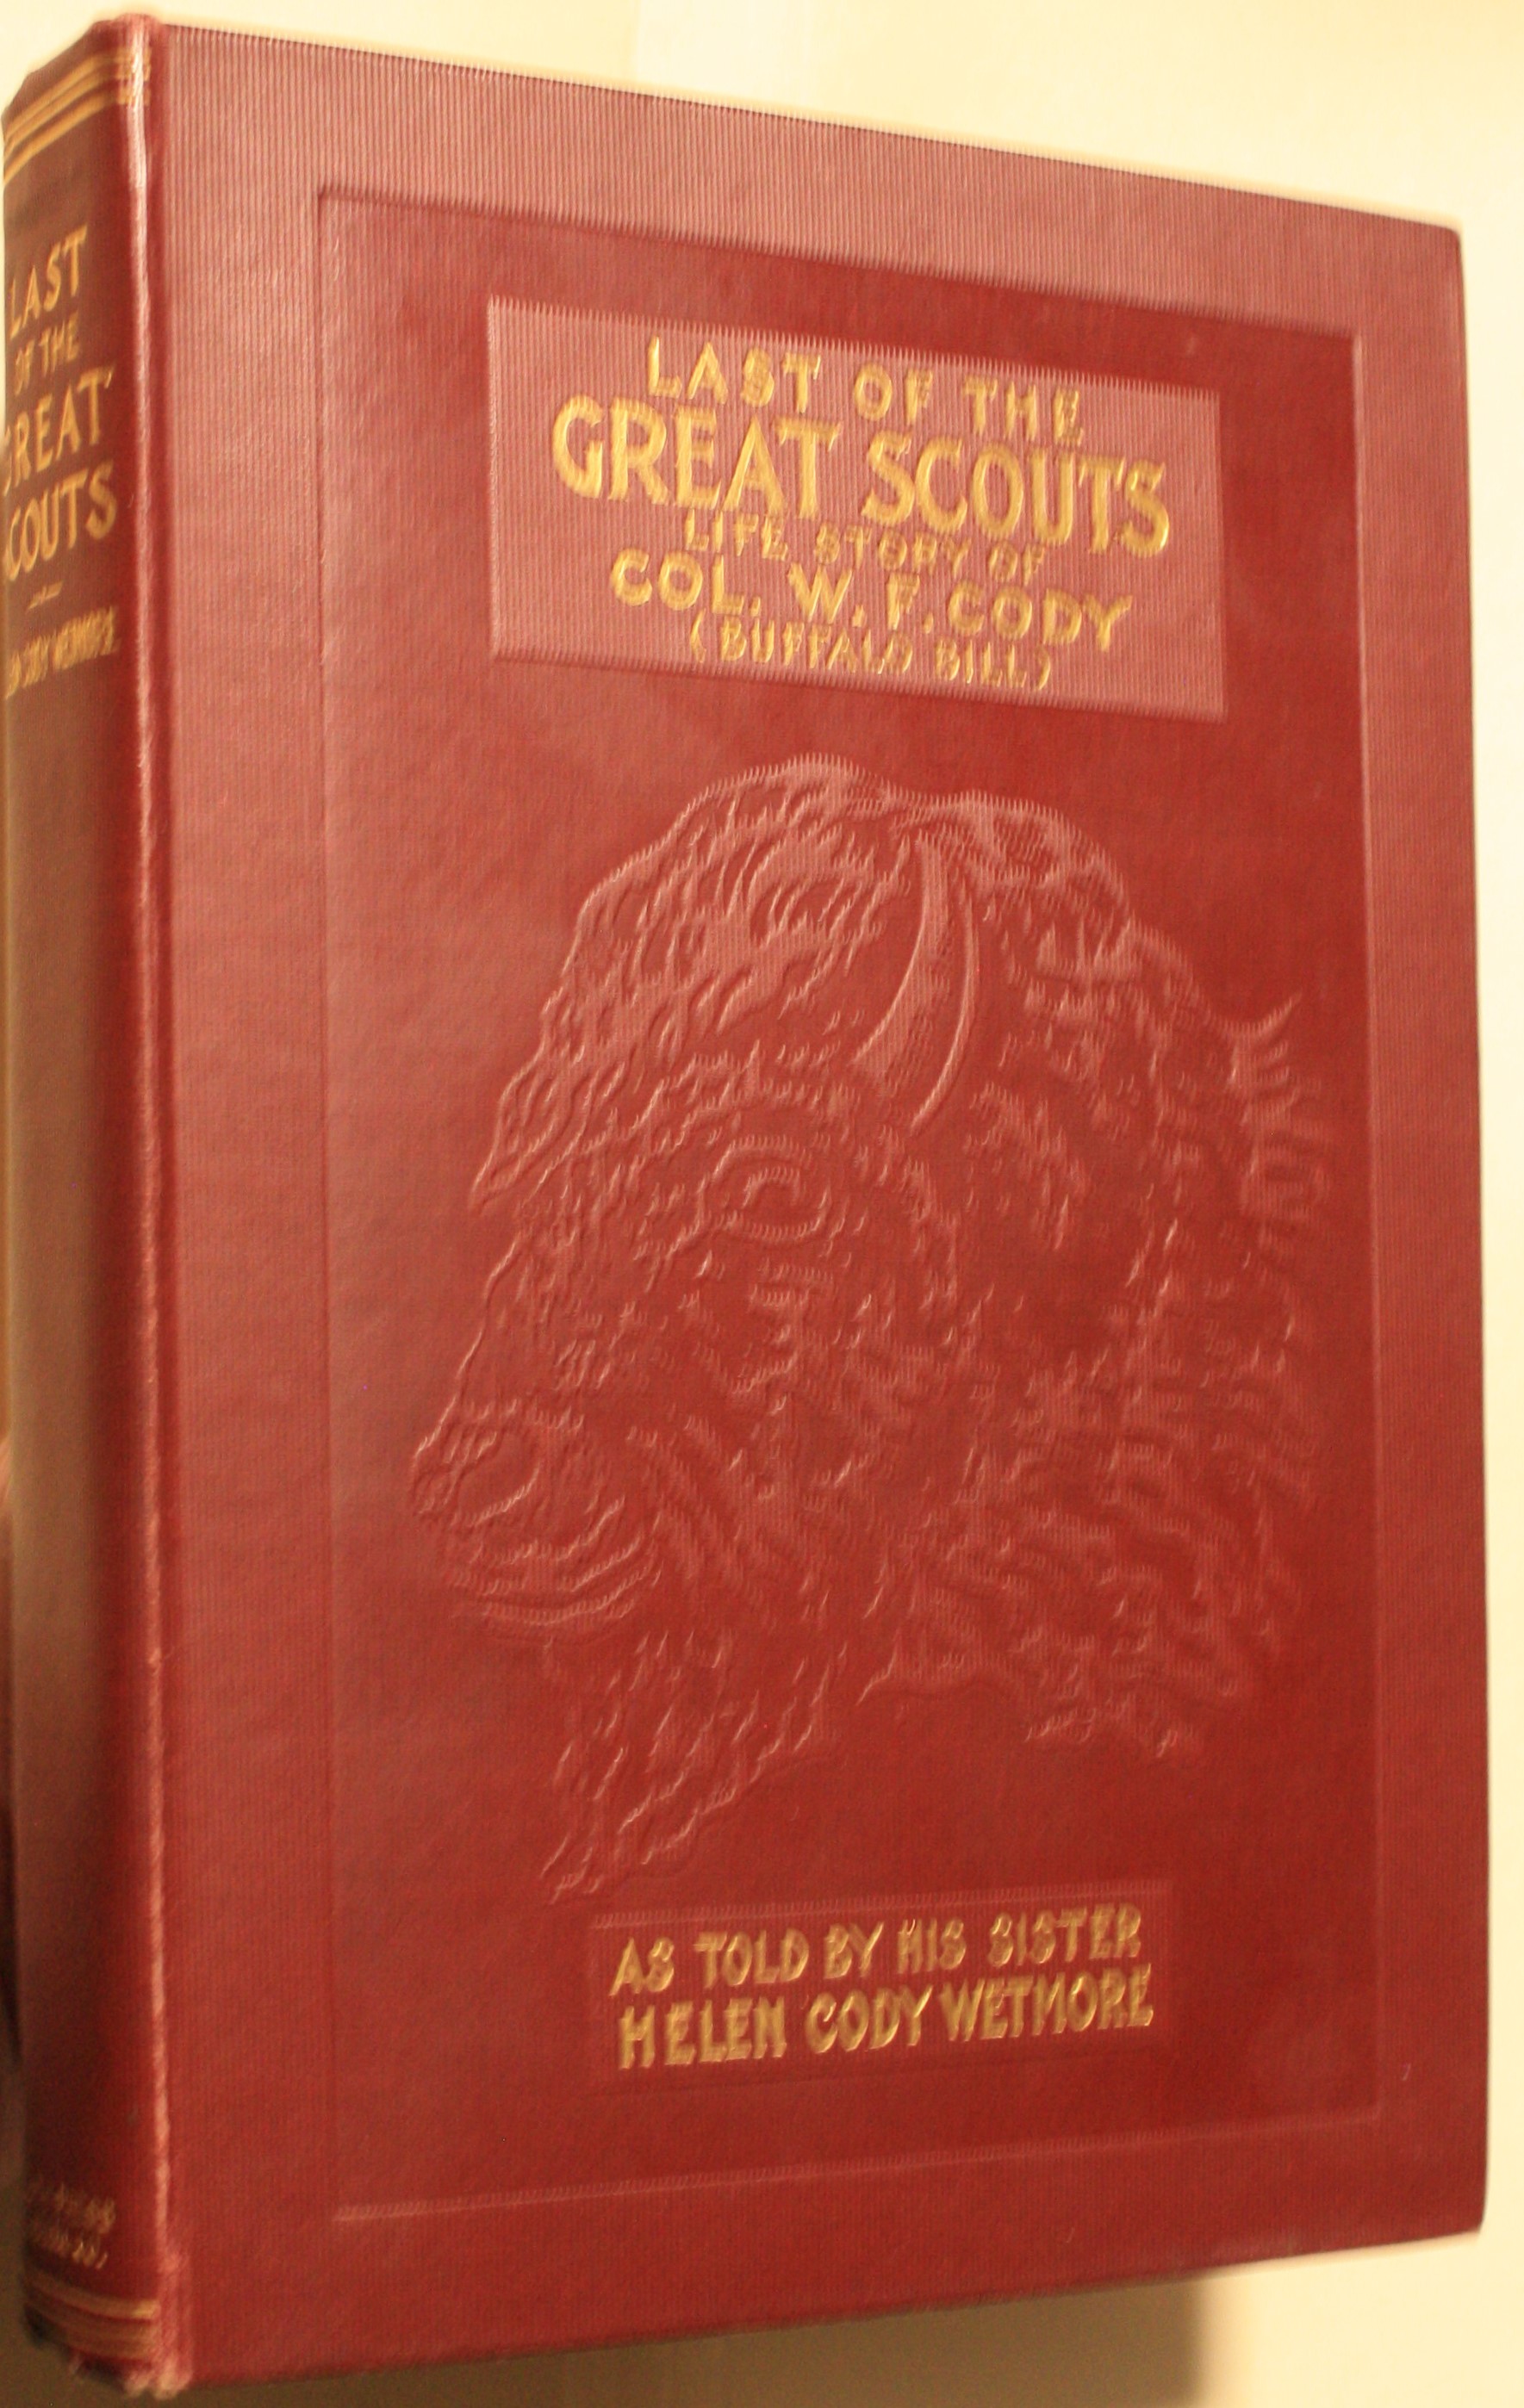 LAST OF THE
GREAT SCOUTS
LIFE STORY OF
COL. W. F. CODY
(BUFFALO BILL)
AS TOLD BY HIS SISTER
HELEN CODY WETMORE
LAST
OF THE
GREAT
SCOUTS
CODY WETMORE